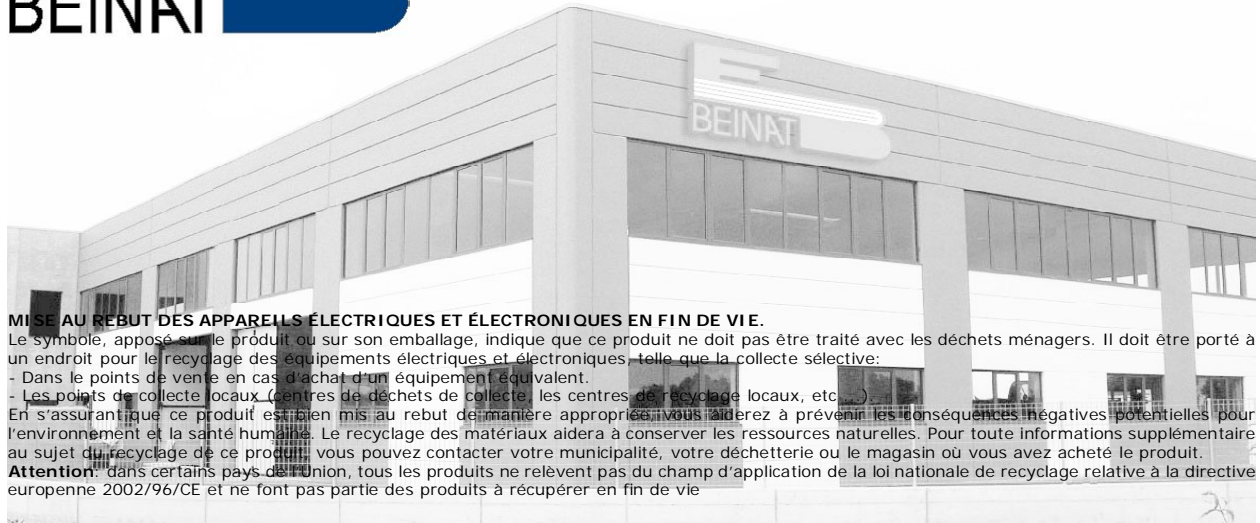 BEINAT
BEINAT
MISE AU REBUT DES APPAREILS ÉLECTRIQUES ET ÉLECTRONIQUES EN FIN DE VIE.
Le symbole, apposé sur le produit ou sur son emballage, indique que ce produit ne doit pas être traité avec les déchets ménagers. Il doit être porté à
un endroit pour le recyclage des équipements électriques et électroniques, telle que la collecte sélective:
- Dans le points de vente en cas d'achat d'un équipement équivalent.
- Les points de collecte locaux (centres de déchets de collecte, les centres de recyclage locaux, etc ...).
En s'assurant que ce produit est bien mis au rebut de manière appropriée, vous aiderez à prévenir les conséquences négatives potentielles pour
l'environnement et la santé humaine. Le recyclage des matériaux aidera à conserver les ressources naturelles. Pour toute informations supplémentaire
au sujet du recyclage de ce produit, vous pouvez contacter votre municipalité, votre déchetterie ou le magasin où vous avez acheté le produit.
Attention: dans certains pays de l'Union, tous les produits ne relèvent pas du champ d'application de la loi nationale de recyclage relative à la directive
europenne 2002/96/CE et ne font pas partie des produits à récupérer en fin de vie